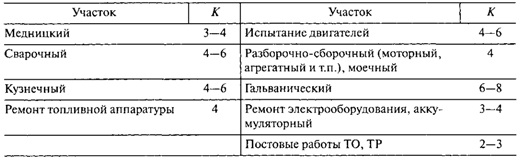 Участок К Участок К
Медницкий 3—4 Испытание двигателей 4—6
Сварочный 4—6 Разборочно-сборочный (моторный,
агрегатный и т.п.), моечный 4
Кузнечный 4—6 Гальванический 6—8
Ремонт топливной аппаратуры 4 Ремонт электрооборудования, акку-
муляторный 3—4
Постовые работы ТО, ТР 2—3